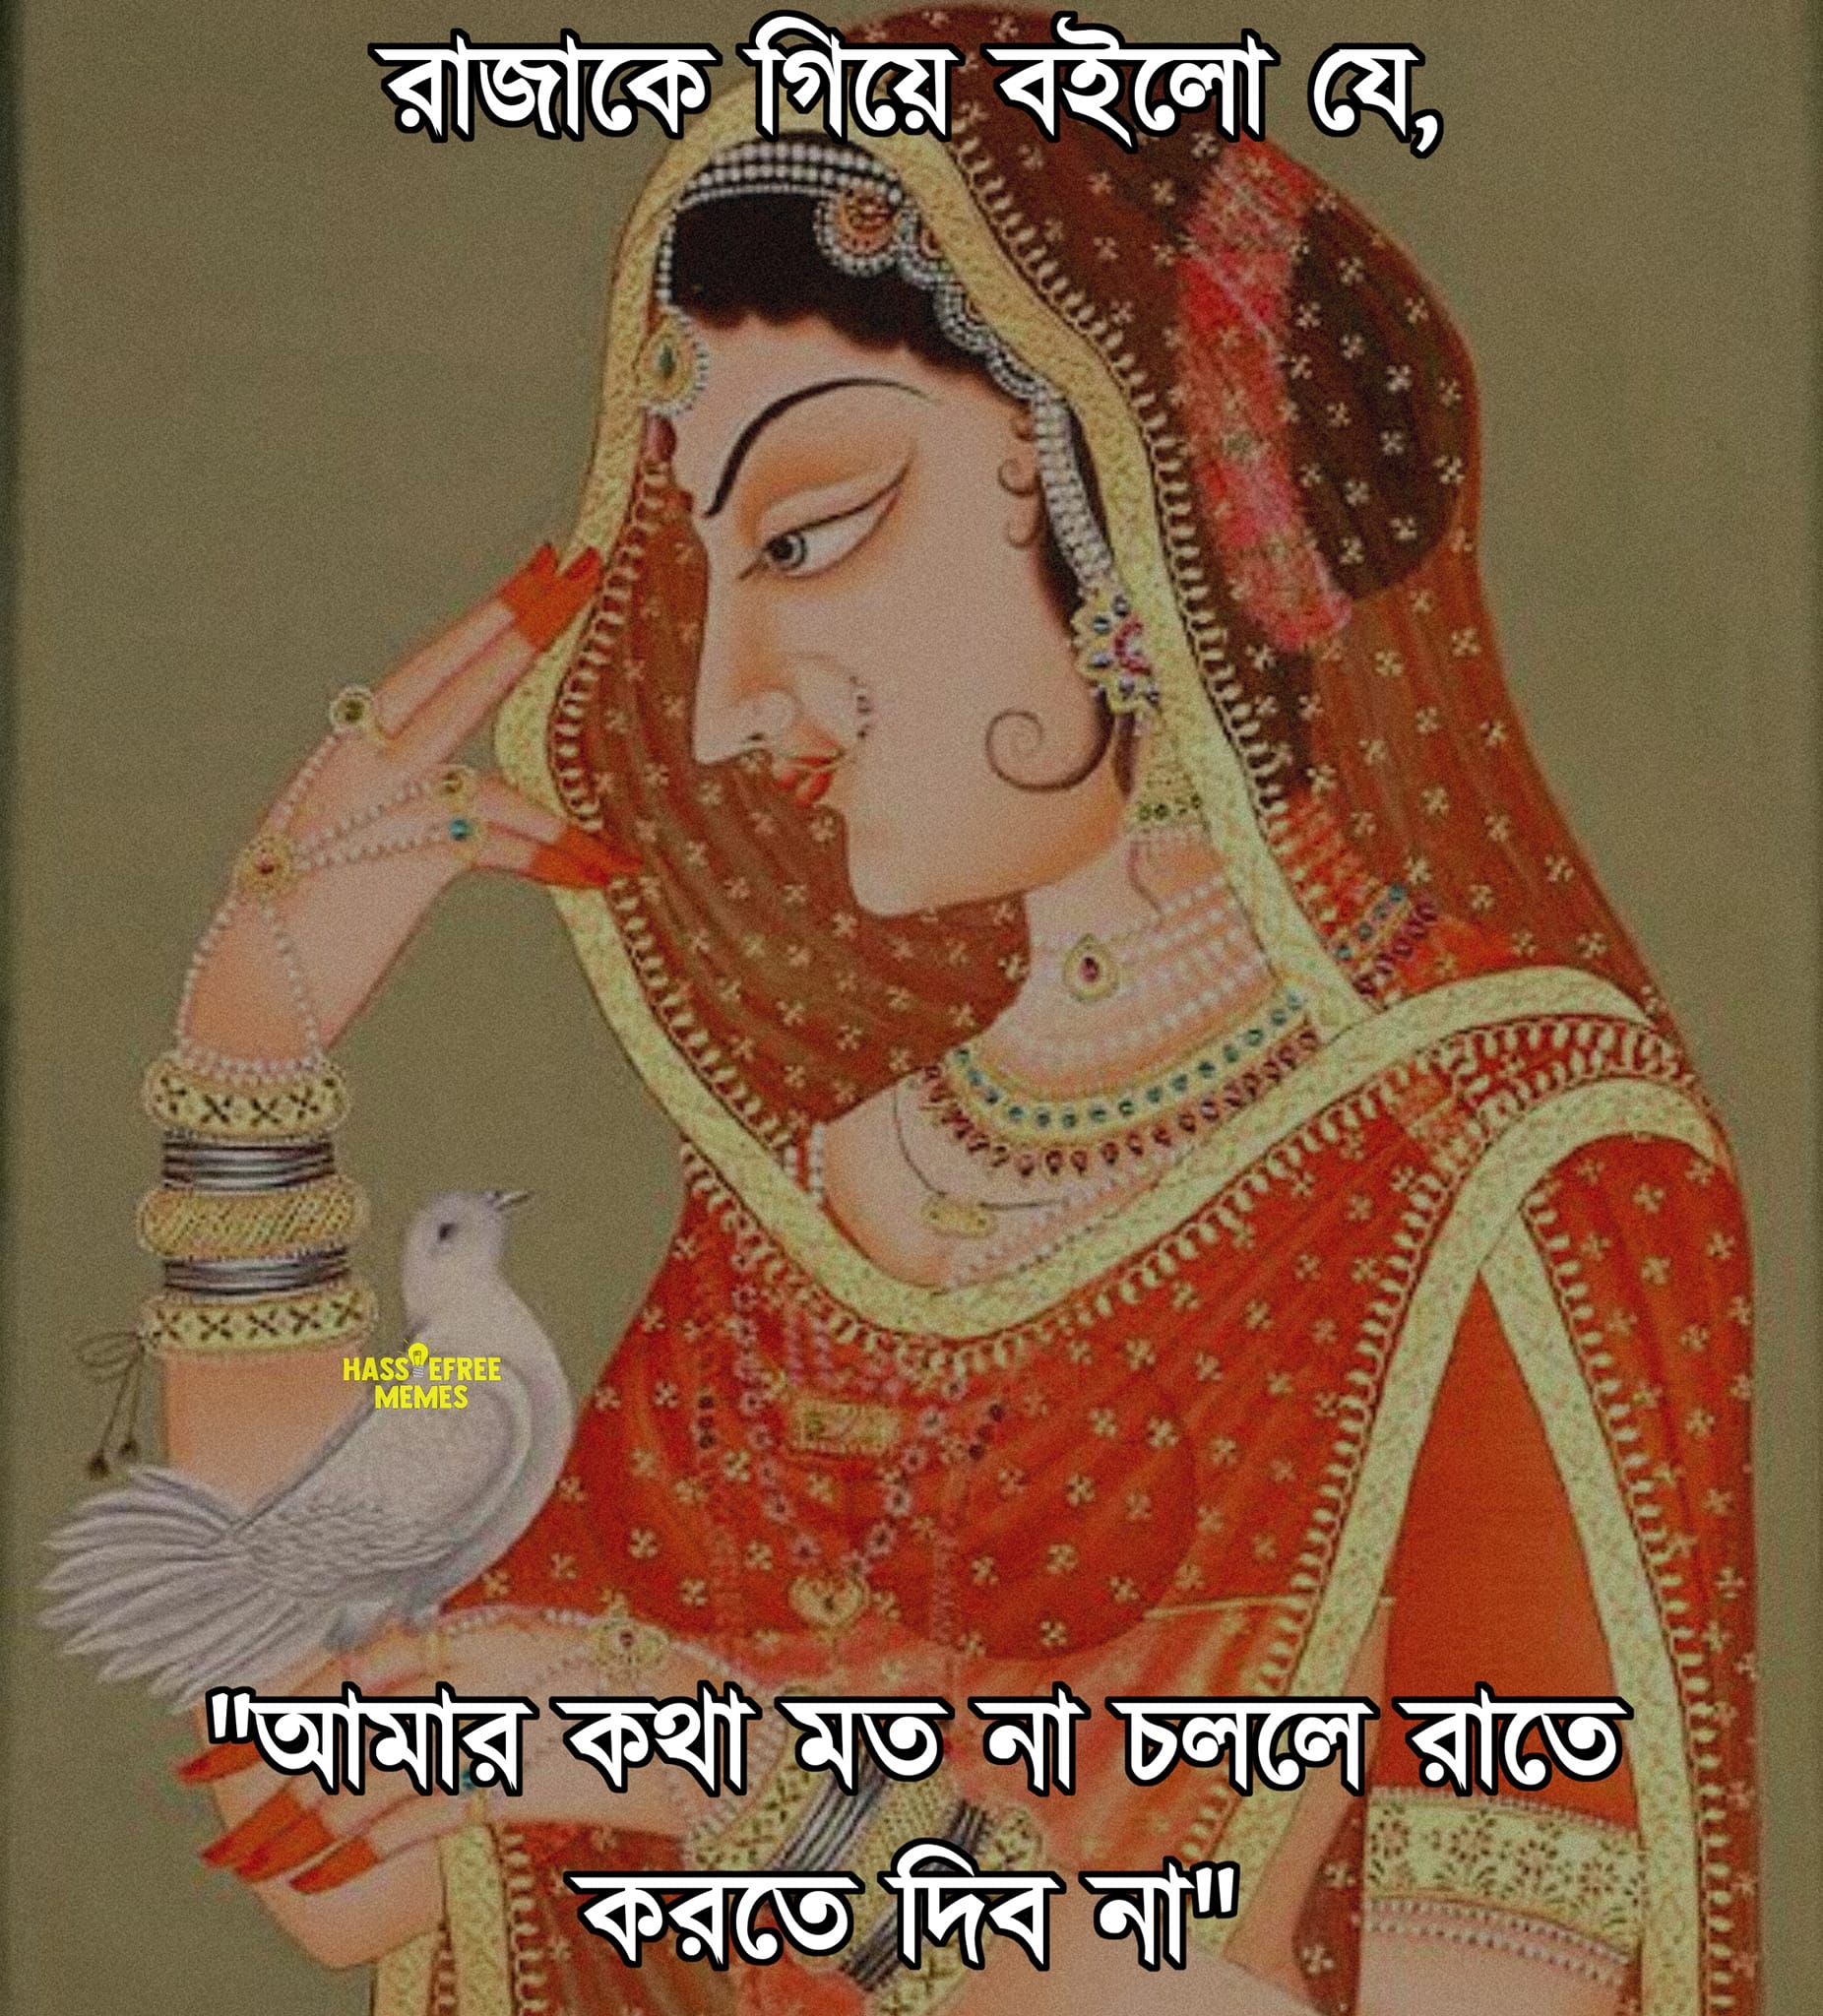 রাজাকে গিয়ে বইলো যে,
HASSLEFREE
MEMES
"আমার কথা মত না চললে রাতে
করতে দিব না"